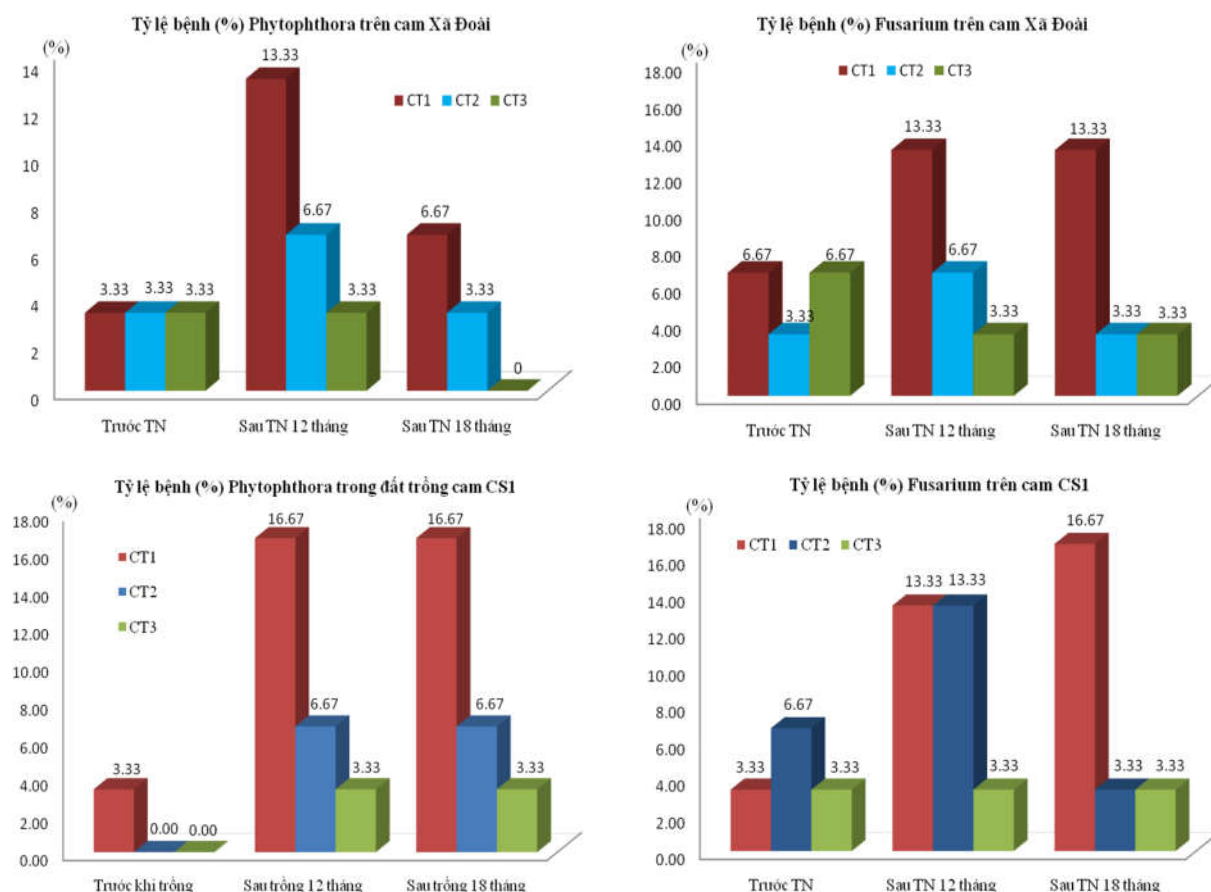 Tỷ lệ bệnh (%) Phytophthora trên cam Xã Đoài
(%)
13.33
14
12
10
8
6
4
2
0
CT1 CT2 CT3
6.67
6.67
3.33 3.33 3.33
3.33
3.33
0
Trước TN Sau TN 12 tháng Sau TN 18 tháng
Tỷ lệ bệnh (%) Fusarium trên cam Xã Đoài
(%)
18.00
16.00
14.00
12.00
10.00
8.00
6.00
4.00
2.00
0.00
CT1 CT2 CT3
13.33 13.33
6.67 3.33 6.67
6.67 3.33
3.33 3.33
Trước TN Sau TN 12 tháng Sau TN 18 tháng
Tỷ lệ bệnh (%) Phytophthora trong đất trồng cam CS1
(%)
18.00
16.00
14.00
12.00
10.00
8.00
6.00
4.00
2.00
0.00
CT1
CT2
CT3
16.67 16.67
3.33 0.00 0.00
6.67 3.33
6.67 3.33
Trước khi trồng Sau trồng 12 tháng Sau trồng 18 tháng
Tỷ lệ bệnh (%) Fusarium trên cam CS1
(%)
18.00
16.00
14.00
12.00
10.00
8.00
6.00
4.00
2.00
0.00
CT1 CT2 CT3
16.67
3.33 6.67 3.33
13.33 13.33 3.33
3.33 3.33
Trước TN Sau TN 12 tháng Sau TN 18 tháng